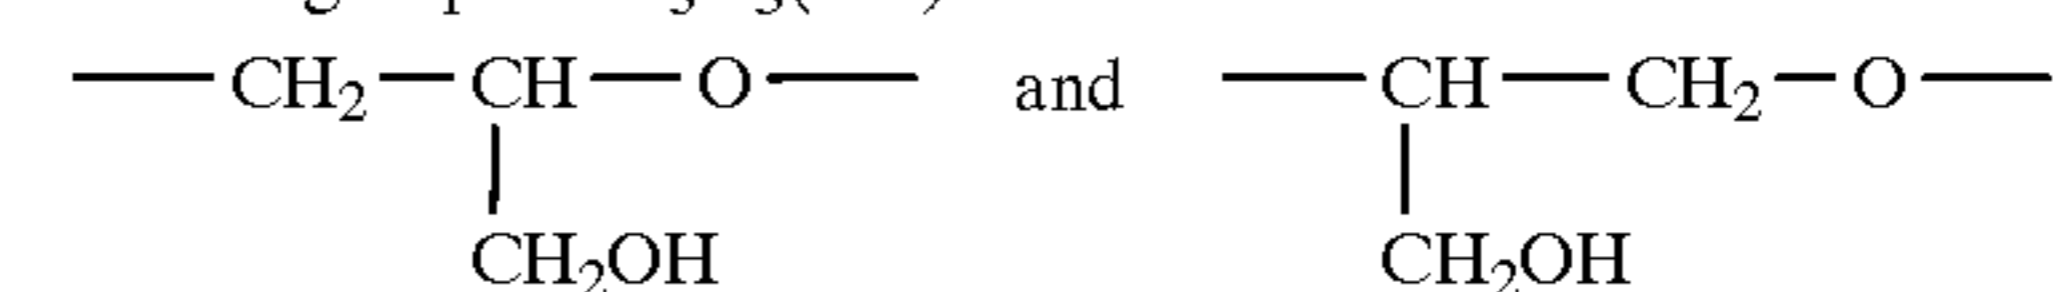 —CH₂—CH—O— and —CH—CH₂—O—
CH₂OH CH₂OH